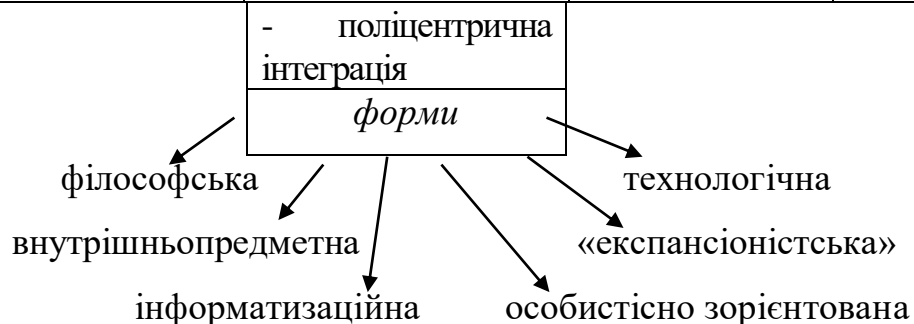 - поліцентрична
інтеграція
форми
філософська технологічна
внутрішньопредметна «експансіоністська»
інформатизаційна особистісно зорієнтована